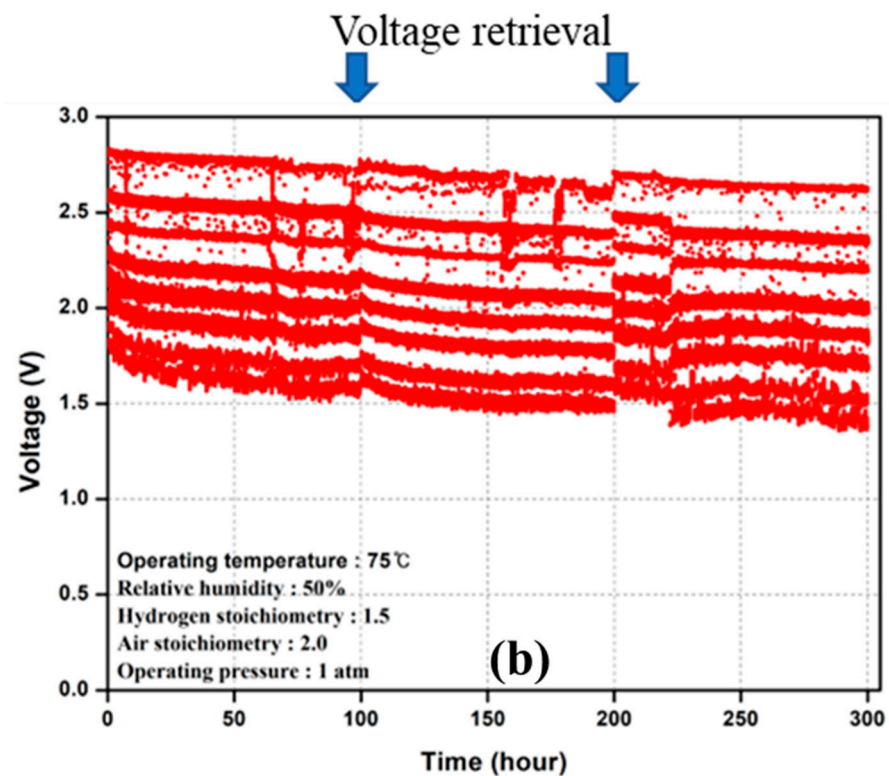 Voltage retrieval
3.0
2.5
2.0
1.5
1.0
0.5
0.0
Voltage (V)
Operating temperature : 75℃
Relative humidity : 50%
Hydrogen stoichiometry : 1.5
Air stoichiometry : 2.0
Operating pressure : 1 atm
(b)
0 50 100 150 200 250 300
Time (hour)